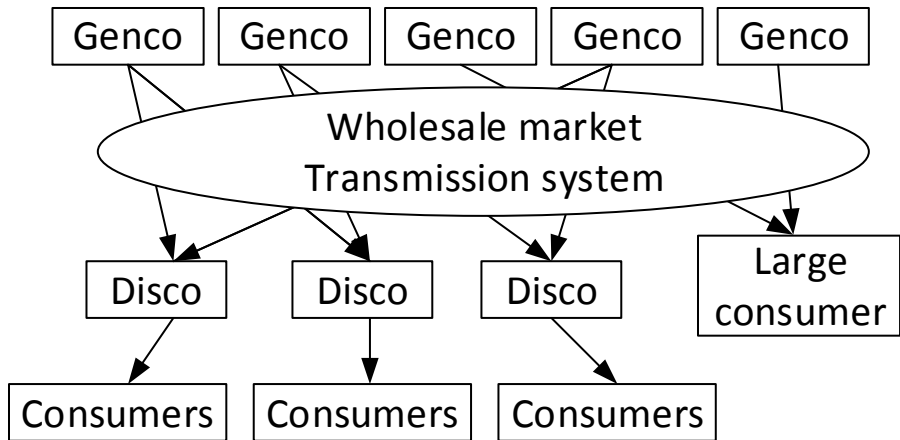 Genco Genco Genco Genco Genco
Wholesale market
Transmission system
Disco Disco Disco
Large
consumer
Consumers Consumers Consumers